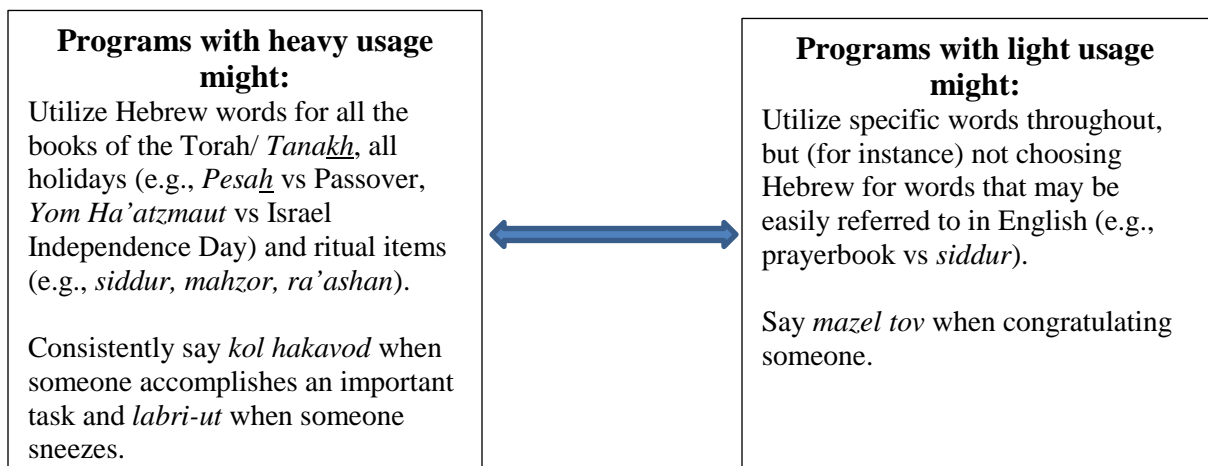 Programs with heavy usage
might:
Utilize Hebrew words for all the
books of the Torah/ Tanakh, all
holidays (e.g., Pesah vs Passover,
Yom Ha’atzmaut vs Israel
Independence Day) and ritual items
(e.g., siddur, mahzor, ra’ashan).
Consistently say kol hakavod when
someone accomplishes an important
task and labri-ut when someone
sneezes.
Programs with light usage
might:
Utilize specific words throughout,
but (for instance) not choosing
Hebrew for words that may be
easily referred to in English (e.g.,
prayerbook vs siddur).
Say mazel tov when congratulating
someone.